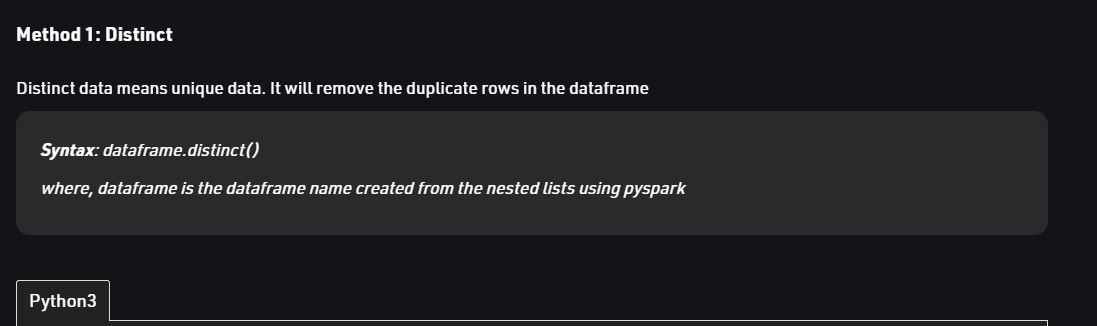 Method 1: Distinct
Distinct data means unique data. It will remove the duplicate rows in the dataframe
Syntax: dataframe.distinct()
where, dataframe is the dataframe name created from the nested lists using pyspark
Python3